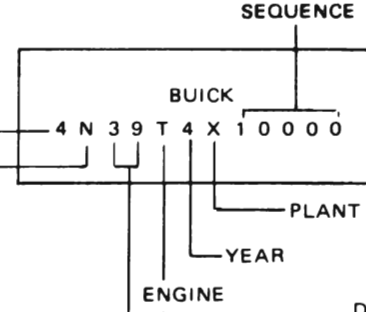 SEQUENCE
BUICK
4 N 3 9 T 4 X 1 0 0 0 0
PLANT
YEAR
ENGINE